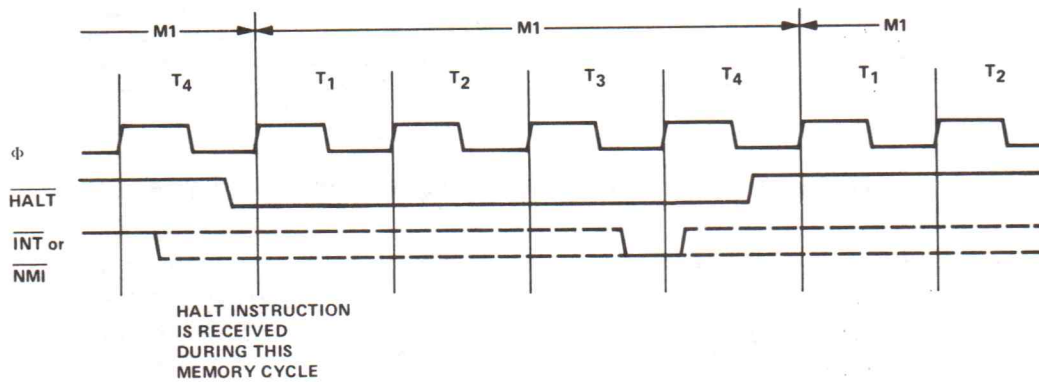 M1 M1 M1
T4 T1 T2 T3 T4 T1 T2
Φ
HALT
INT or
NMI
HALT INSTRUCTION
IS RECEIVED
DURING THIS
MEMORY CYCLE